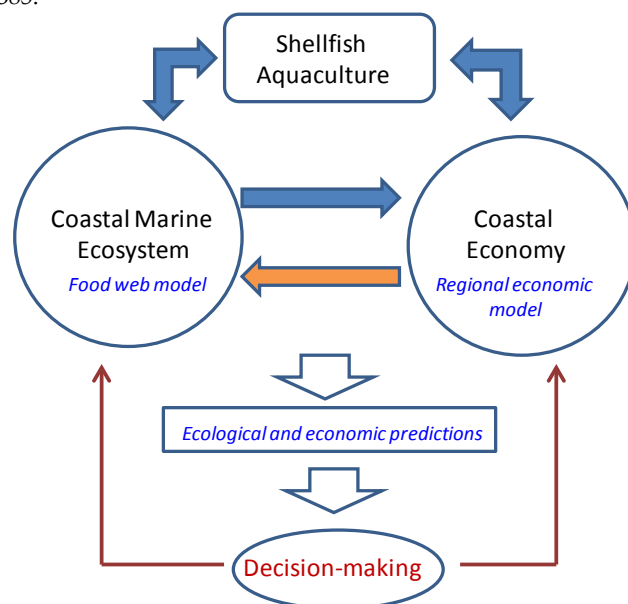 Shellfish
Aquaculture
Coastal Marine
Ecosystem
Food web model
Coastal
Economy
Regional economic
model
Ecological and economic predictions
Decision-making